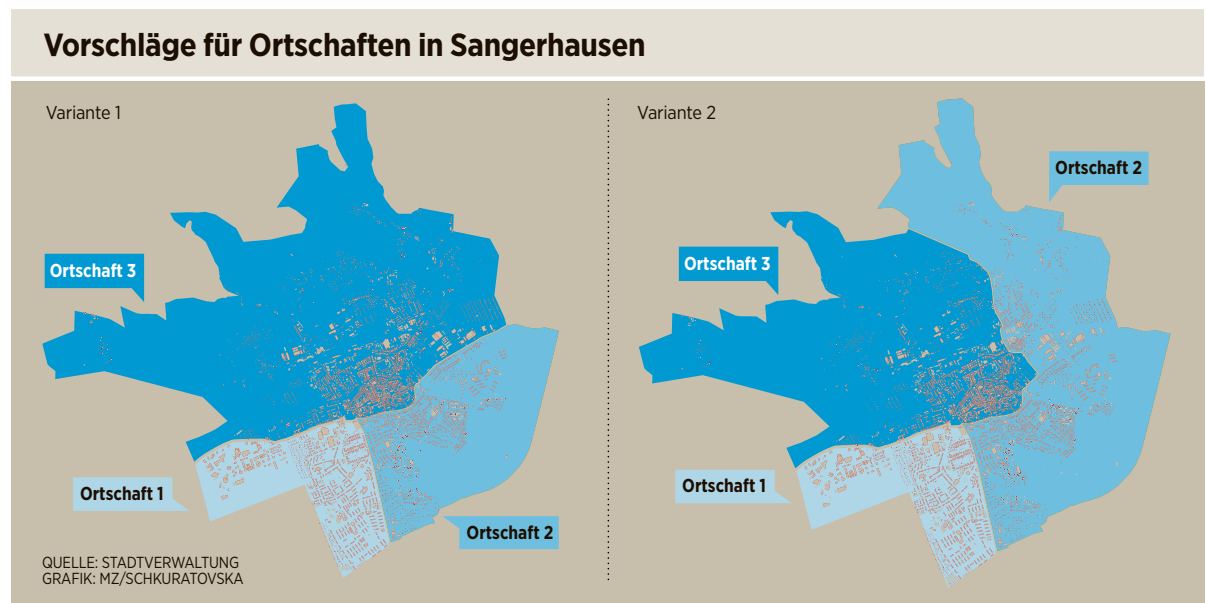 Vorschläge für Ortschaften in Sangerhausen
Variante 1
Ortschaft 3
Ortschaft 1
Ortschaft 2
QUELLE: STADTVERWALTUNG
GRAFIK: MZ/SCHKURATOVSKA
Variante 2
Ortschaft 2
Ortschaft 3
Ortschaft 1